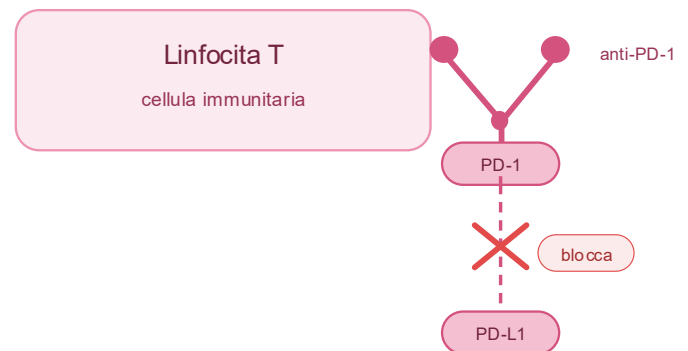 Linfocita T
cellula immunitaria
anti-PD-1
PD-1
blocca
PD-L1